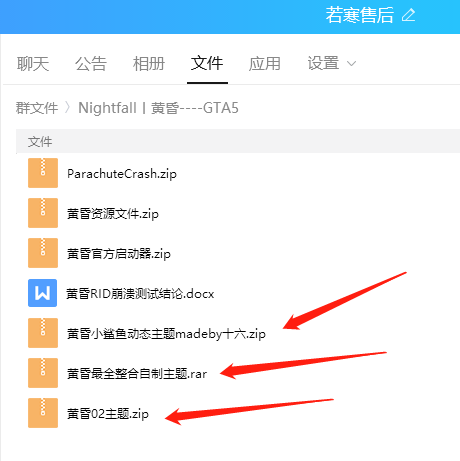 若寒售后
聊天 公告 相册 文件 应用 设置
群文件 〉Nightfall丨黄昏----GTA5
文件
ParachuteCrash.zip
黄昏资源文件.zip
黄昏官方启动器.zip
W 黄昏RID崩溃测试结论.docx
黄昏小鲨鱼动态主题madeby十六.zip
黄昏最全整合自制主题.rar
黄昏02主题.zip